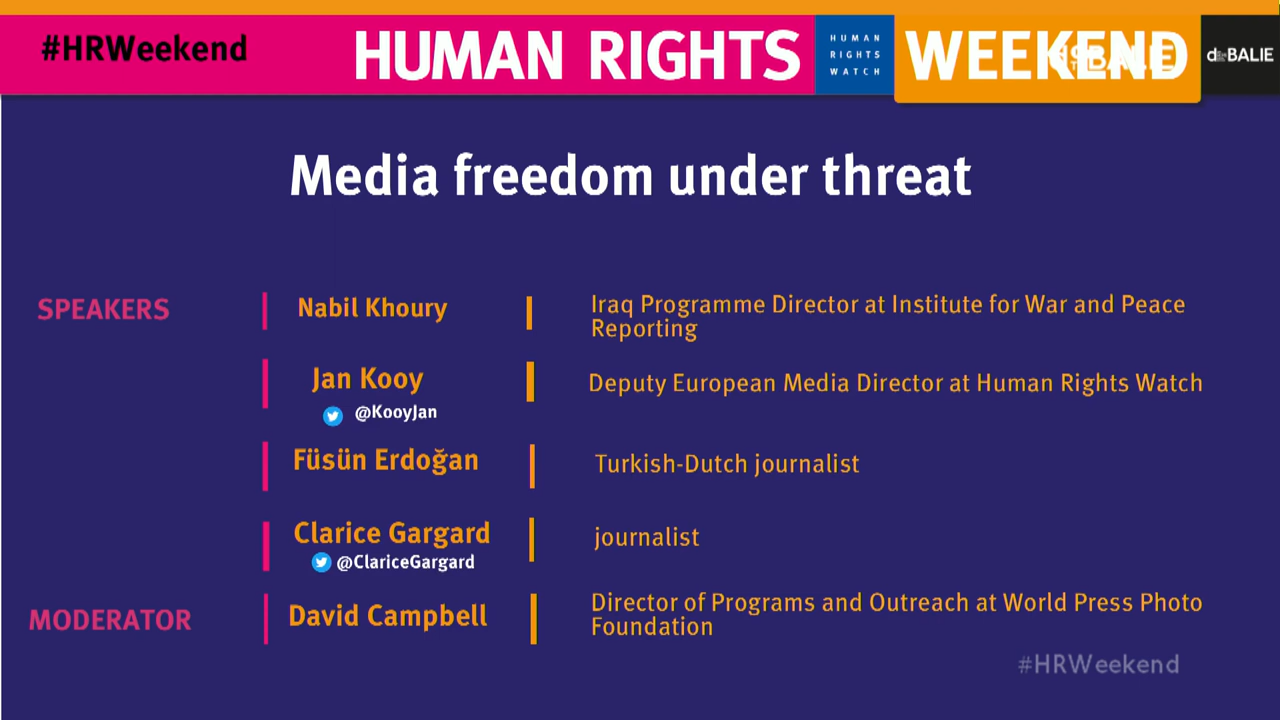 #HRWeekend
HUMAN RIGHTS
HUMAN
RIGHTS
WATCH
WEEKEND
de BALIE
Media freedom under threat
SPEAKERS
Nabil Khoury
Iraq Programme Director at Institute for War and Peace
Reporting
Jan Kooy
@KooyJan
Deputy European Media Director at Human Rights Watch
Füsün Erdoğan
Turkish-Dutch journalist
Clarice Gargard
@ClariceGargard
journalist
MODERATOR
David Campbell
Director of Programs and Outreach at World Press Photo
Foundation
#HRWeekend